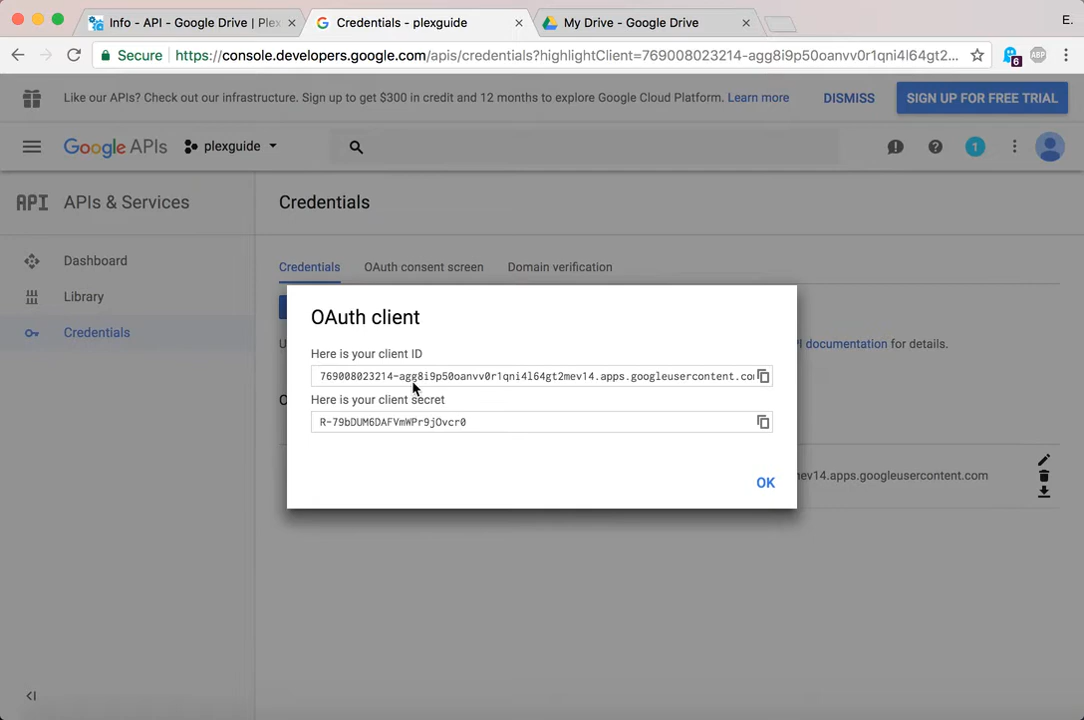 Info - API - Google Drive | Plex
Credentials - plexguide
My Drive - Google Drive
E.
Secure
https://console.developers.google.com/apis/credentials?highlightClient=769008023214-agg8i9p50oanvv0r1qni4l64gt2...
6
ABP
Like our APIs? Check out our infrastructure. Sign up to get $300 in credit and 12 months to explore Google Cloud Platform. Learn more
DISMISS
SIGN UP FOR FREE TRIAL
Google APIs
plexguide
1
API
APIs & Services
Credentials
Dashboard
Library
Credentials
Credentials
OAuth consent screen
Domain verification
documentation for details.
OAuth client
Here is your client ID
769008023214-agg8i9p50oanvv0r1qni4l64gt2mev14.apps.googleusercontent.co
Here is your client secret
R-79bDUM6DAFVmWPr9jOvcr0
OK
mev14.apps.googleusercontent.com